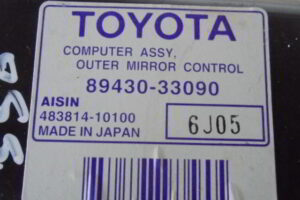 TOYOTA
COMPUTER ASSY,
OUTER MIRROR CONTROL
89430-33090
AISIN
483814-10100
MADE IN JAPAN
6J05